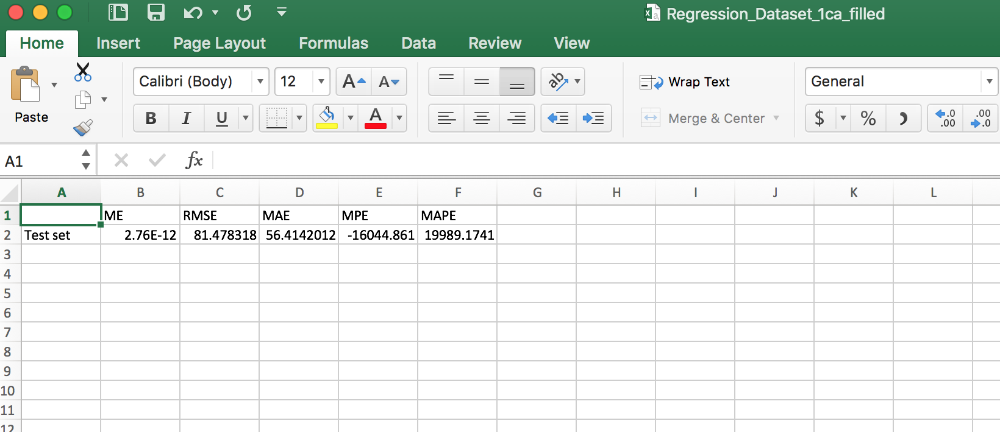 Regression_Dataset_1ca_filled
Home Insert Page Layout Formulas Data Review View
Paste Calibri (Body) 12 A A ab Wrap Text General
B I U A Merge & Center $ % .0 .00 .00 .0
A1 fx
A B C D E F G H I J K L
1 ME RMSE MAE MPE MAPE
2 Test set 2.76E-12 81.478318 56.4142012 -16044.861 19989.1741
3
4
5
6
7
8
9
10
11
12